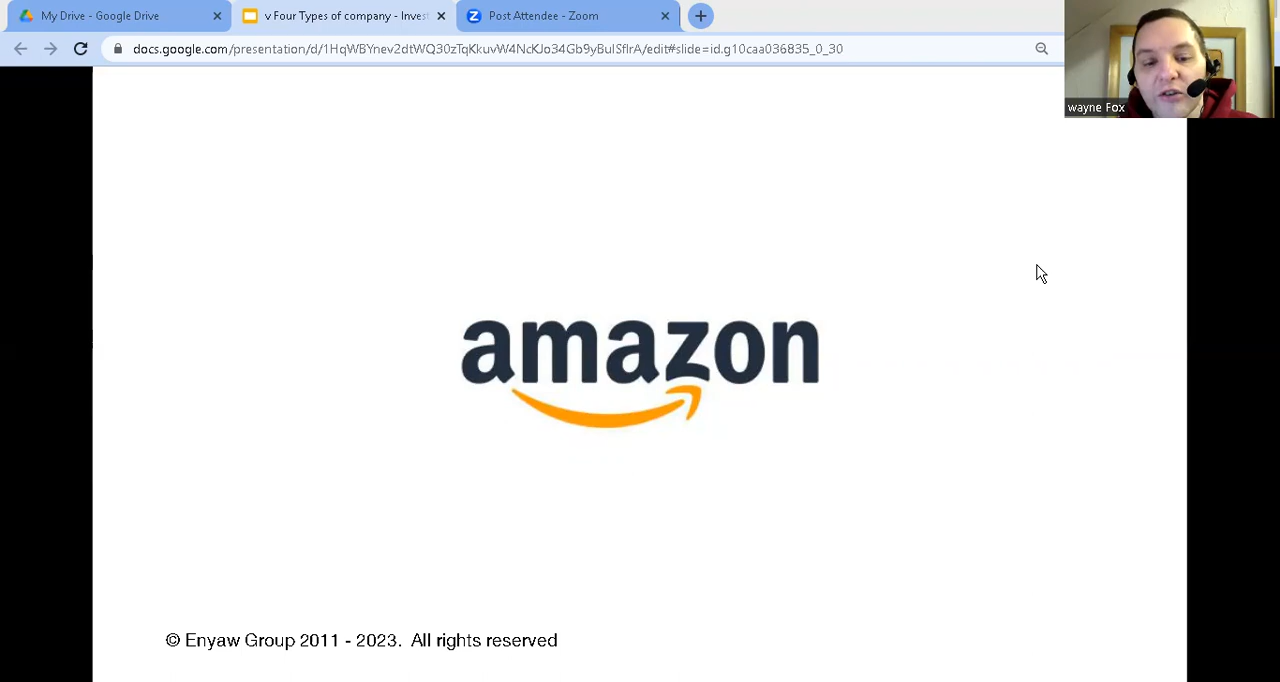 My Drive - Google Drive
v Four Types of company - Invest
Post Attendee - Zoom
docs.google.com/presentation/d/1HqWBYnev2dtWQ30zTqKkuvW4NcKJo34Gb9yBuISflrA/edit#slide=id.g10caa036835_0_30
wayne Fox
amazon
© Enyaw Group 2011 - 2023. All rights reserved